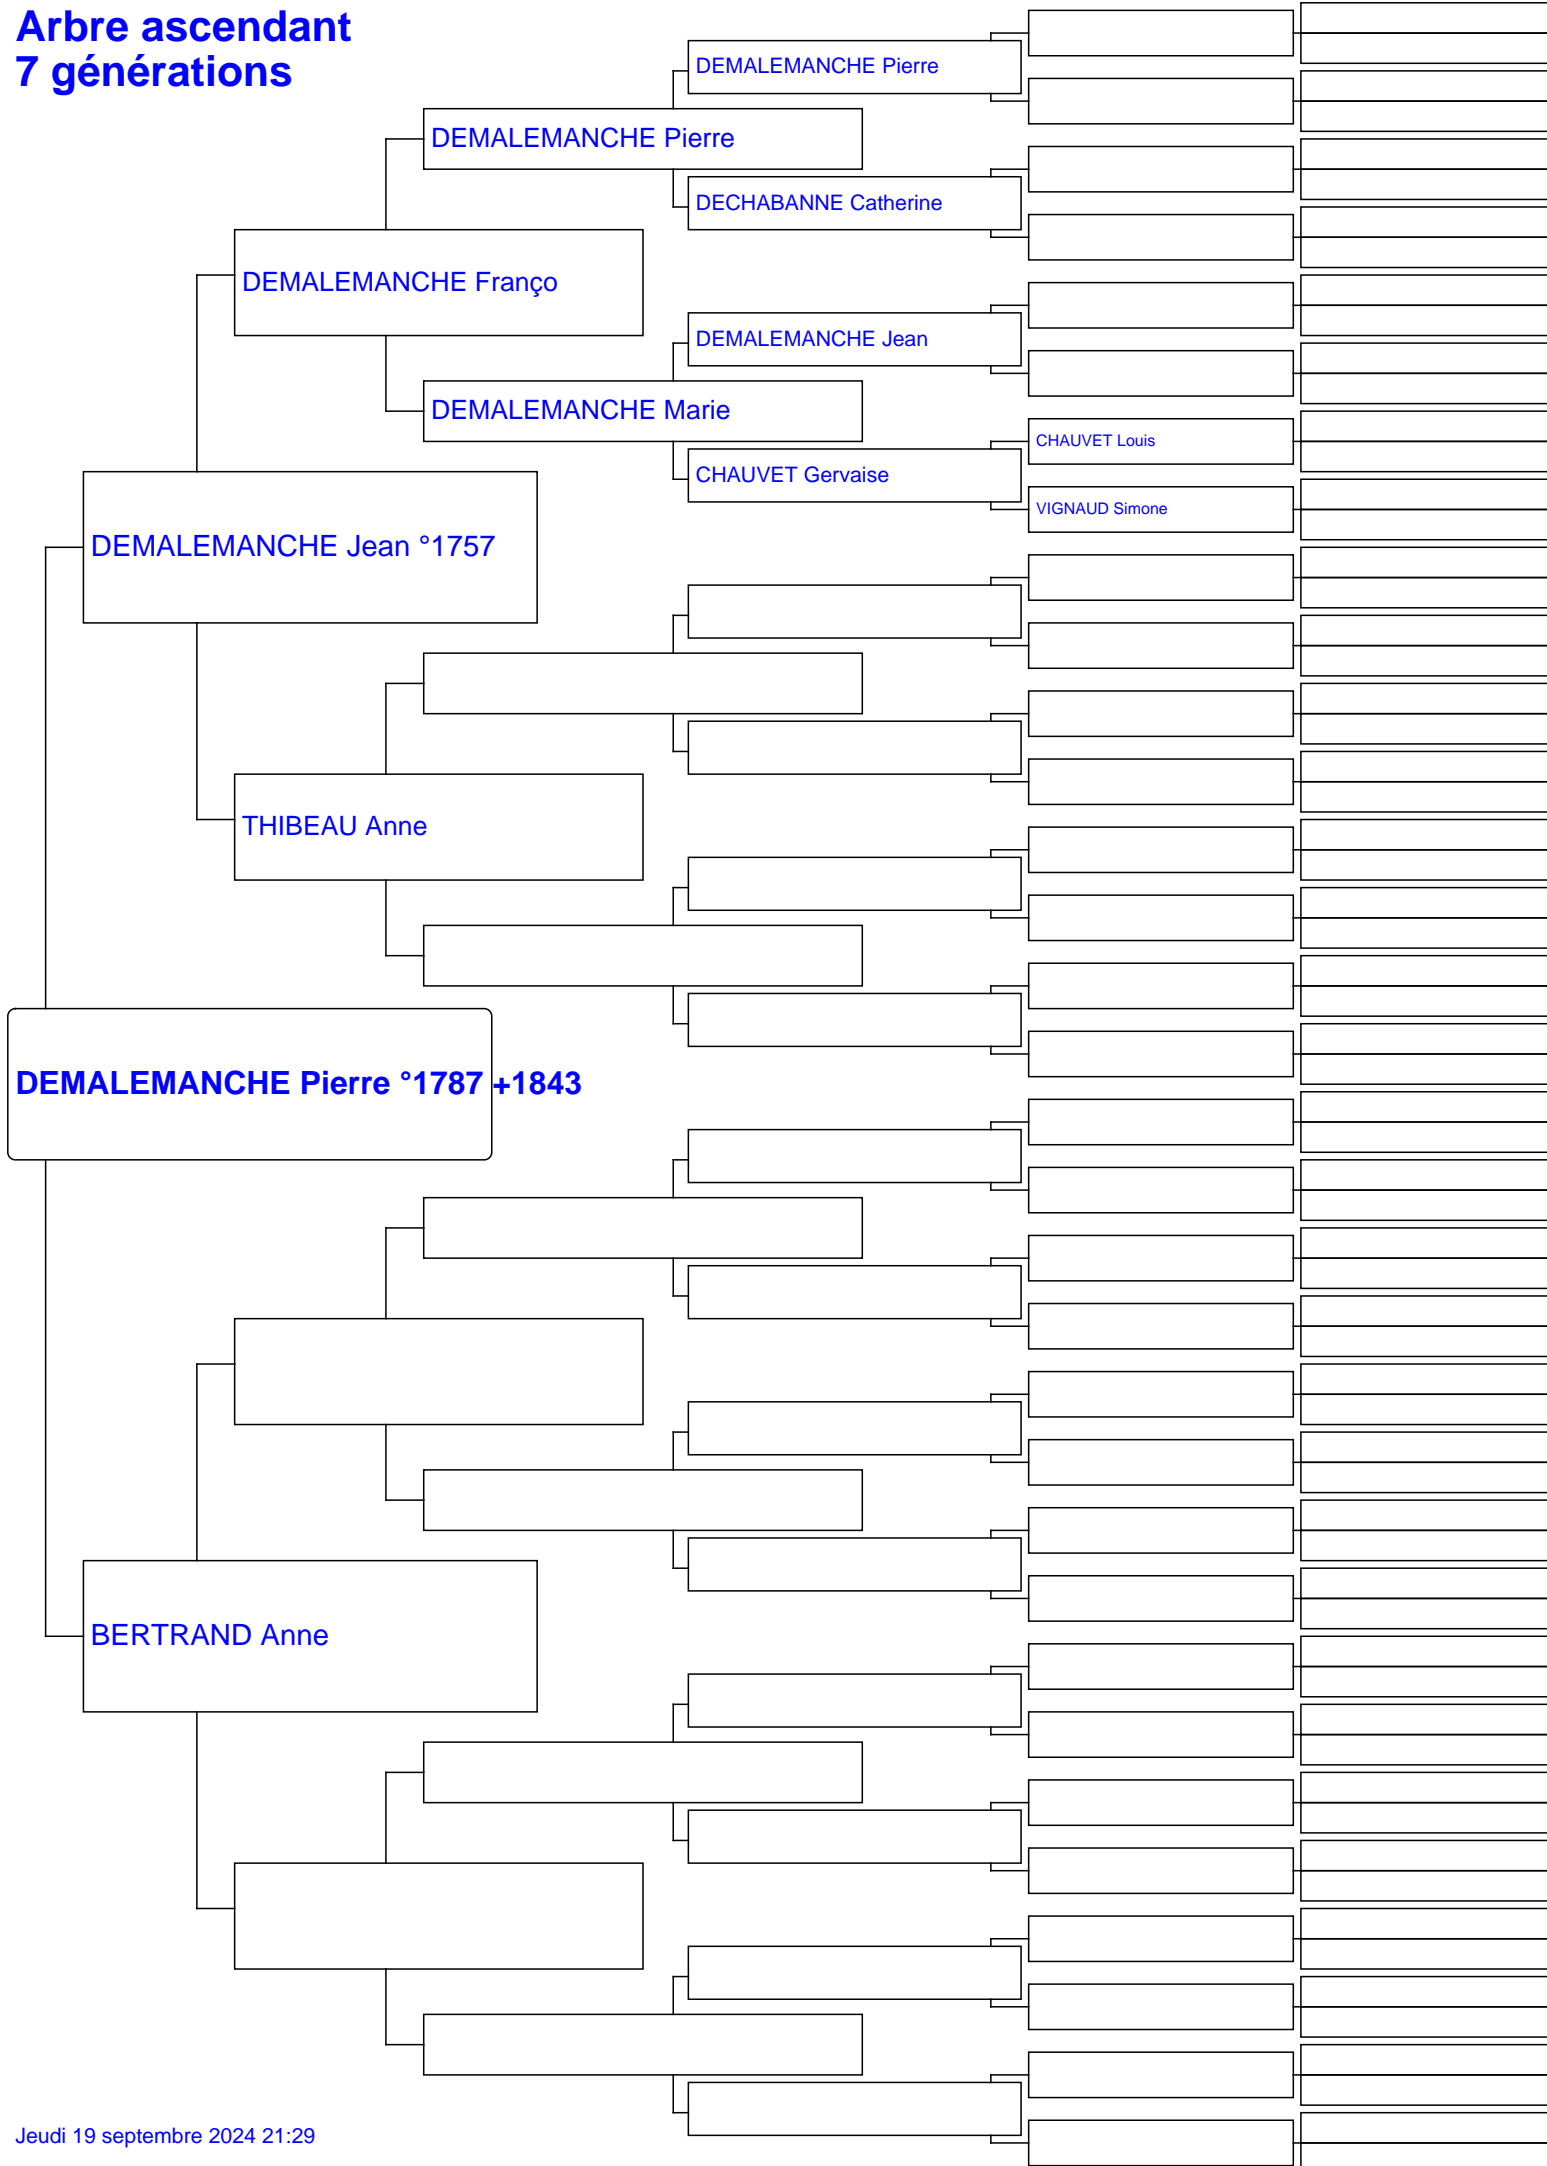 Arbre ascendant
7 générations
DEMALEMANCHE Pierre
DEMALEMANCHE Pierre
DECHABANNE Catherine
DEMALEMANCHE Franço
DEMALEMANCHE Jean
DEMALEMANCHE Marie
CHAUVET Louis
CHAUVET Gervaise
VIGNAUD Simone
DEMALEMANCHE Jean °1757
THIBEAU Anne
DEMALEMANCHE Pierre °1787 +1843
BERTRAND Anne
Jeudi 19 septembre 2024 21:29